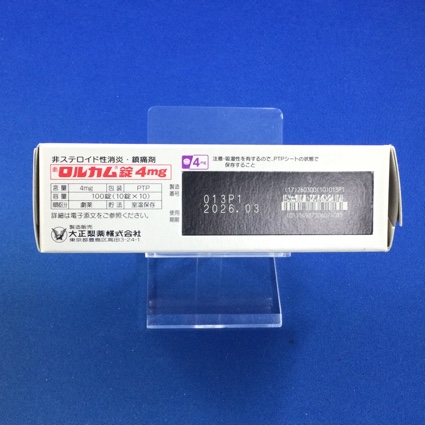 非ステロイド性消炎・鎮痛剤
ロルカム®錠4mg
含量 4mg 包装 PTP
容量 100錠(10錠×10)
規制区分 劇薬 貯法 室温保存
詳細は電子添文をご参照ください。
製造販売
大正製薬株式会社
東京都豊島区高田3-24-1
4mg
注意-吸湿性を有するので、PTPシートの状態で
保存すること
製造番号 013P1
使用期限 2026.03
(17)260300(10)013P1